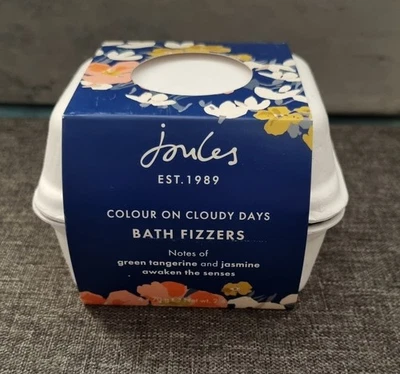 Joules
EST. 1989
COLOUR ON CLOUDY DAYS
BATH FIZZERS
Notes of
green tangerine and jasmine
awaken the senses